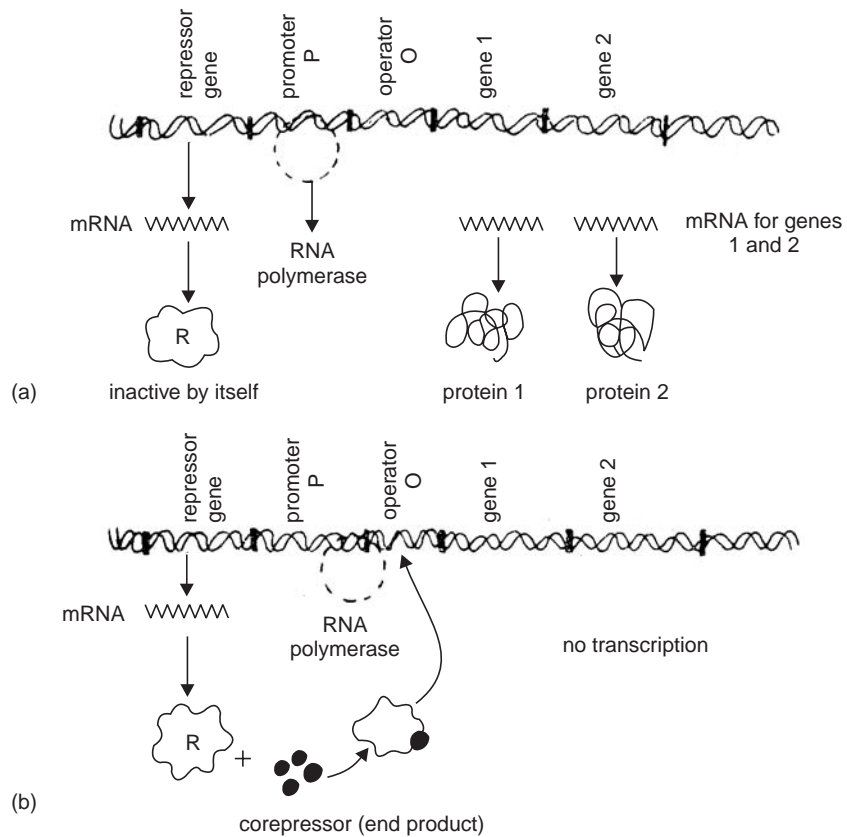 repressor
gene
promoter
P
operator
O
gene 1
gene 2
mRNA
RNA
polymerase
mRNA for genes
1 and 2
R
(a)
inactive by itself
protein 1
protein 2
repressor
gene
promoter
P
operator
O
gene 1
gene 2
mRNA
RNA
polymerase
no transcription
R
+
(b)
corepressor (end product)